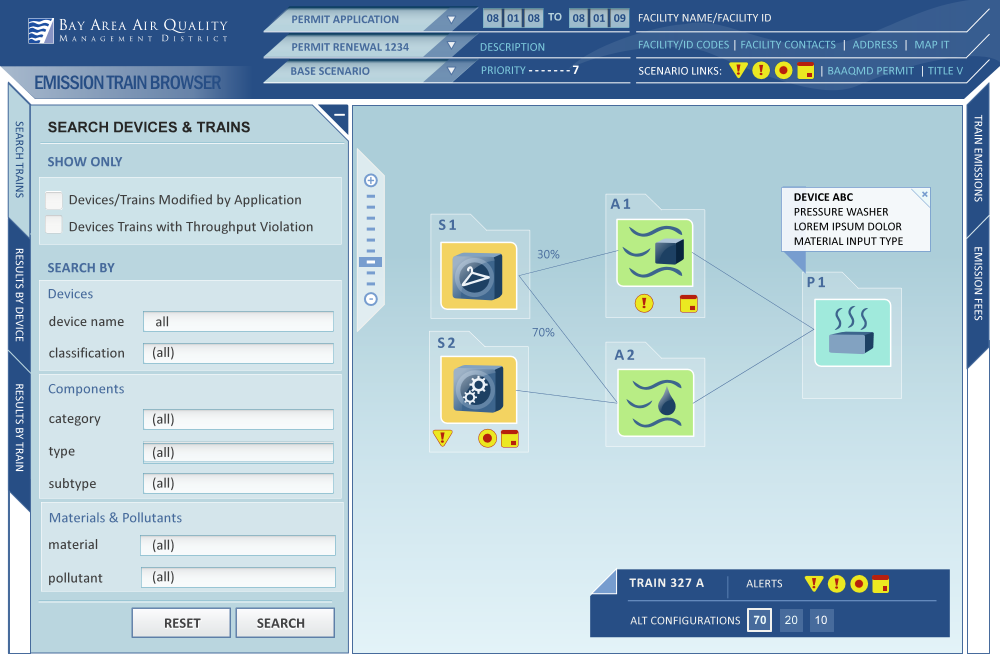 BAY AREA AIR QUALITY
MANAGEMENT DISTRICT
PERMIT APPLICATION
08 01 08 TO 08 01 09
FACILITY NAME/FACILITY ID
PERMIT RENEWAL 1234
DESCRIPTION
FACILITY/ID CODES | FACILITY CONTACTS | ADDRESS | MAP IT
BASE SCENARIO
PRIORITY -------7
SCENARIO LINKS: | BAAQMD PERMIT | TITLE V
EMISSION TRAIN BROWSER
SEARCH TRAINS
RESULTS BY DEVICE
RESULTS BY TRAIN
SEARCH DEVICES & TRAINS
SHOW ONLY
Devices/Trains Modified by Application
Devices Trains with Throughput Violation
SEARCH BY
Devices
device name all
classification (all)
Components
category (all)
type (all)
subtype (all)
Materials & Pollutants
material (all)
pollutant (all)
RESET SEARCH
S1
S2
30%
70%
A1
A2
DEVICE ABC
PRESSURE WASHER
LOREM IPSUM DOLOR
MATERIAL INPUT TYPE
P1
TRAIN 327 A ALERTS
ALT CONFIGURATIONS 70 20 10
TRAIN EMISSIONS
EMISSION FEES